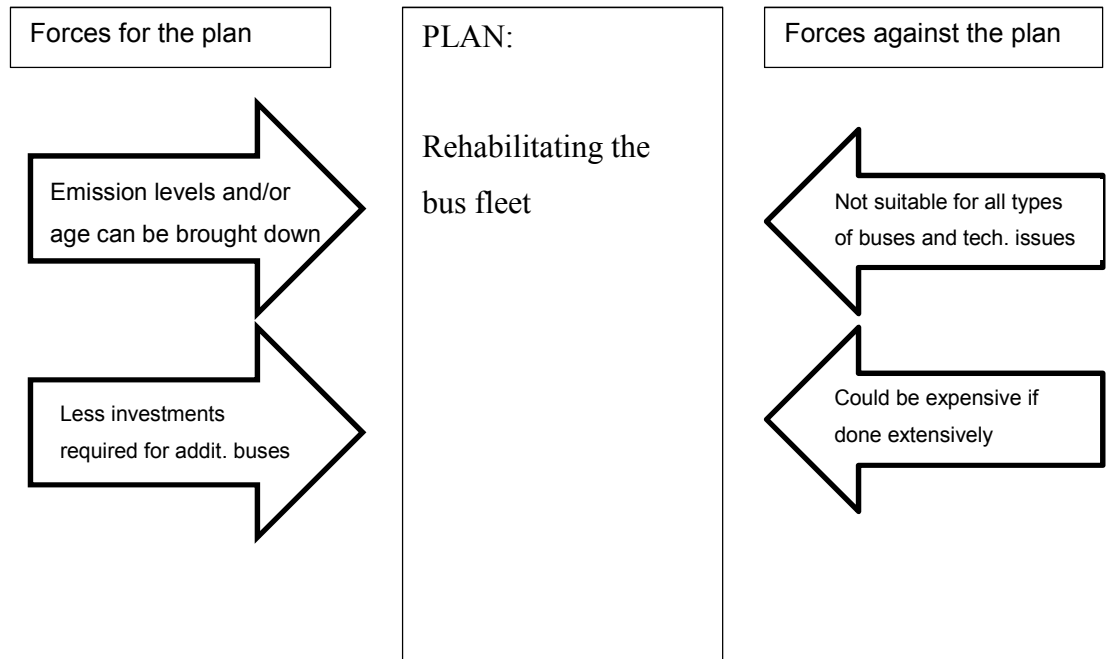 Forces for the plan
PLAN:
Forces against the plan
Rehabilitating the
bus fleet
Emission levels and/or
age can be brought down
Not suitable for all types
of buses and tech. issues
Less investments
required for addit. buses
Could be expensive if
done extensively